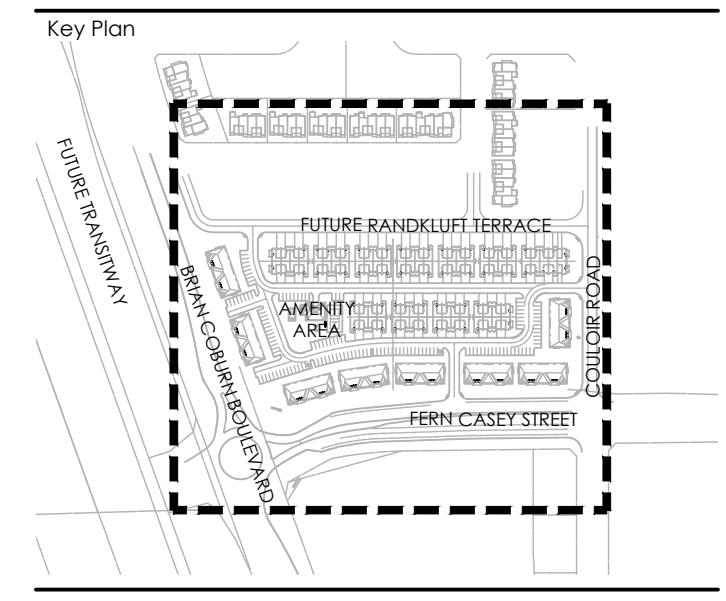 Key Plan
FUTURE TRANSITWAY
FUTURE RANDKLUFT TERRACE
BRIAN COBURN BOULEVARD
AMENITY
AREA
COULOIR ROAD
FERN CASEY STREET